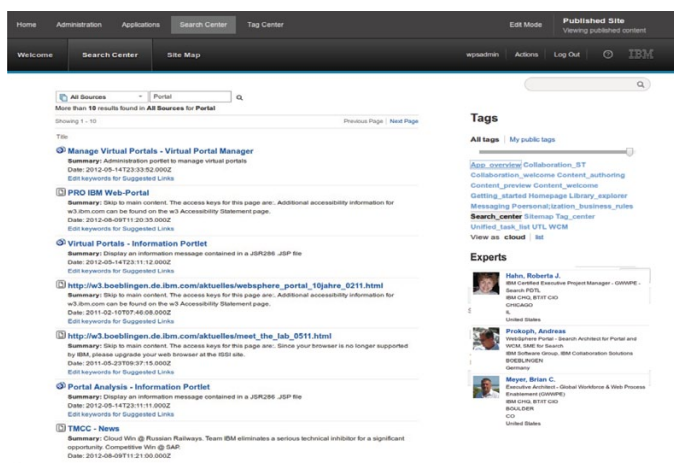 Home Administration Applications Search Center Tag Center Edit Mode Published Site
Viewing published content
Welcome Search Center Site Map wpsadmin Actions Log Out ? IBM
All Sources Portal
More than 10 results found in All Sources for Portal
Showing 1 - 10 Previous Page Next Page
Title
Manage Virtual Portals - Virtual Portal Manager
Summary: Administration portlet to manage virtual portals
Date: 2012-05-14T23:33:52.000Z
Edit keywords for Suggested Links
PRO IBM Web-Portal
Summary: Skip to main content. The access keys for this page are:. Additional accessibility information for
w3.ibm.com can be found on the w3 Accessibility Statement page.
Date: 2012-08-09T11:20:33.000Z
Edit keywords for Suggested Links
Virtual Portals - Information Portlet
Summary: Display an information message contained in a JSR286 .JSP file
Date: 2012-05-14T23:11:12.000Z
Edit keywords for Suggested Links
http://w3.boeblingen.de.ibm.com/aktuelles/websphere_portal_10jahre_0211.html
Summary: Skip to main content. The access keys for this page are:. Additional accessibility information for
w3.ibm.com can be found on the w3 Accessibility Statement page.
Date: 2011-02-10T07:46:08.000Z
Edit keywords for Suggested Links
http://w3.boeblingen.de.ibm.com/aktuelles/meet_the_lab_0511.html
Summary: Skip to main content. The access keys for this page are:. Since your browser is no longer supported
by IBM, please upgrade your web browser at the ISSI site.
Date: 2011-05-23T09:37:15.000Z
Edit keywords for Suggested Links
Portal Analysis - Information Portlet
Summary: Display an information message contained in a JSR286 .JSP file
Date: 2012-05-14T23:11:11.000Z
Edit keywords for Suggested Links
TMCC - News
Summary: Cloud Win @ Russian Railways. Team IBM eliminates a serious technical inhibitor for a significant
opportunity. Competitive Win @ SAP.
Date: 2012-08-09T11:21:00.000Z
Tags
All tags My public tags
App_overview Collaboration_ST
Collaboration_welcome Content_authoring
Content_preview Content_welcome
Getting_started Homepage Library_explorer
Messaging Poersonal;ization_business_rules
Search_center Sitemap Tag_center
Unified_task_list UTL WCM
View as cloud list
Experts
Hahn, Roberta J.
IBM Certified Executive Project Manager - GWWPE -
Search PDTL
IBM CHQ, BT/IT CIO
CHICAGO
IL
United States
Prokoph, Andreas
WebSphere Portal - Search Architect for Portal and
WCM, SME for Search
IBM Software Group, IBM Collaboration Solutions
BOEBLINGEN
Germany
Meyer, Brian C.
Executive Architect - Global Workforce & Web Process
Enablement (GWWPE)
IBM CHQ, BT/IT CIO
BOULDER
CO
United States